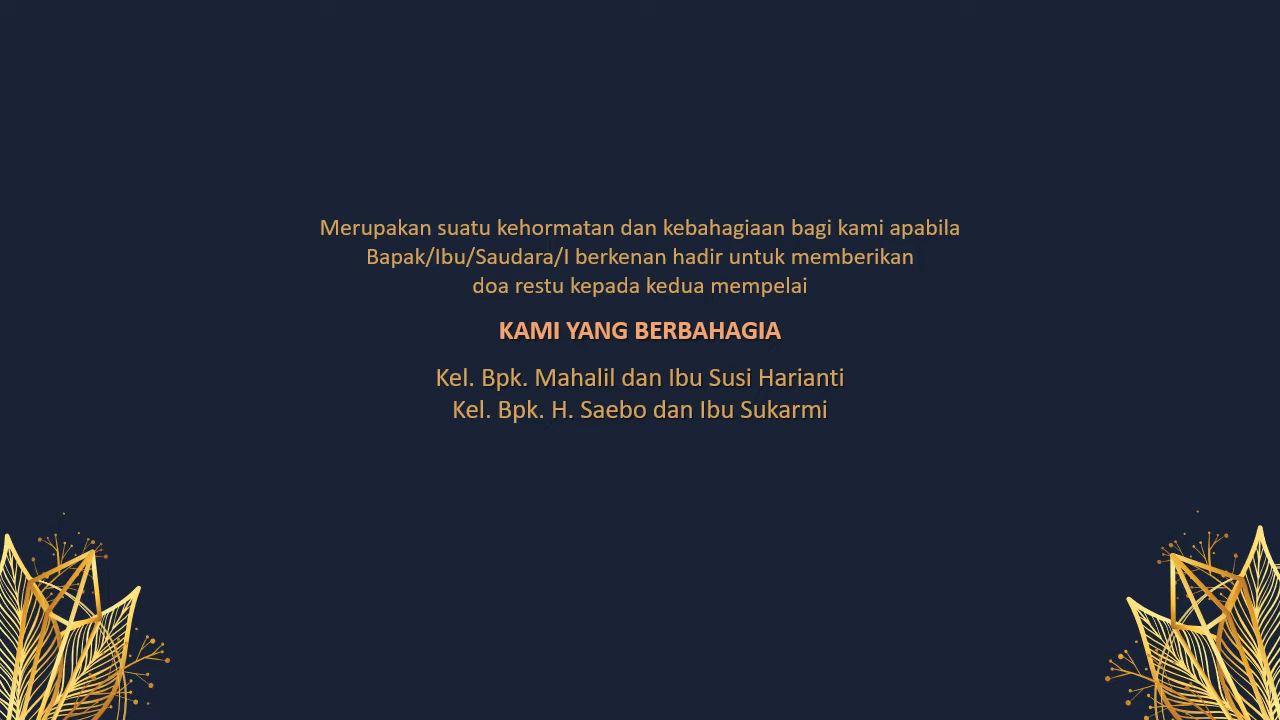 Merupakan suatu kehormatan dan kebahagiaan bagi kami apabila
Bapak/Ibu/Saudara/I berkenan hadir untuk memberikan
doa restu kepada kedua mempelai
KAMI YANG BERBAHAGIA
Kel. Bpk. Mahalil dan Ibu Susi Harianti
Kel. Bpk. H. Saebo dan Ibu Sukarmi